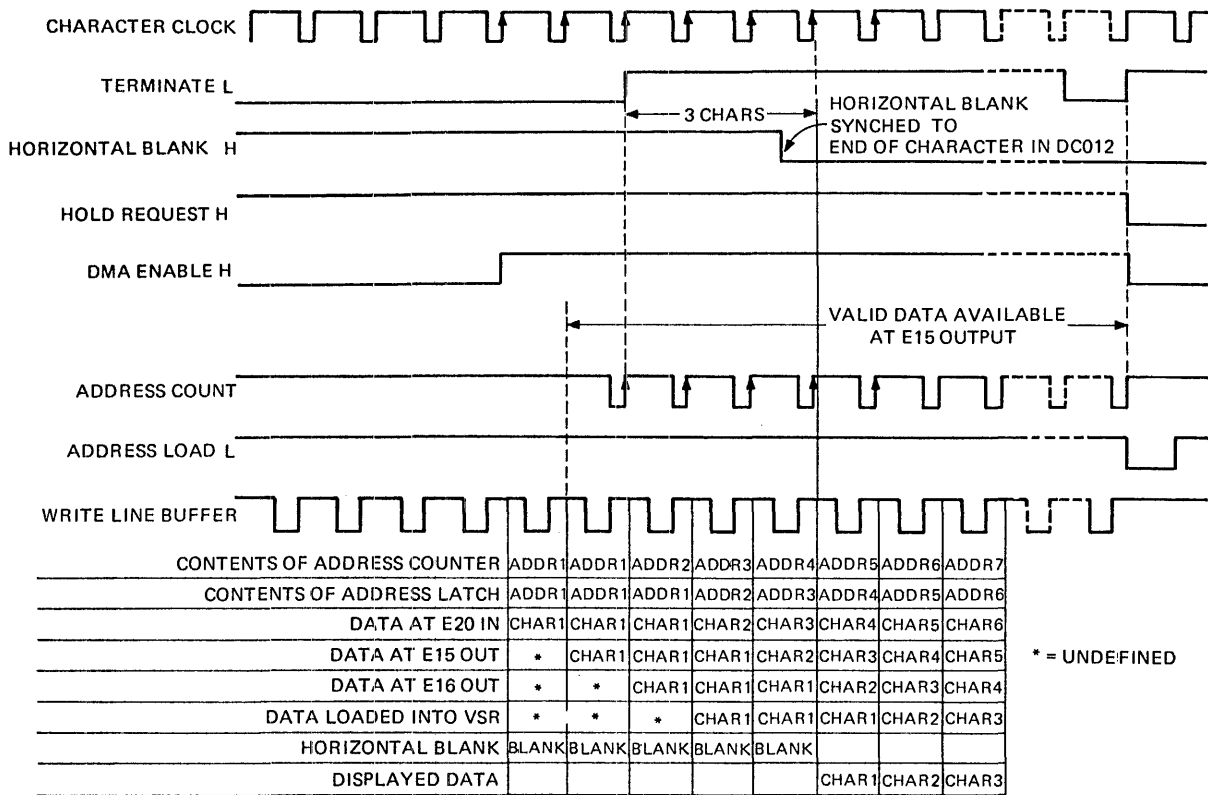 CHARACTER CLOCK
TERMINATE L
3 CHARS
HORIZONTAL BLANK
SYNCHED TO
END OF CHARACTER IN DC012
HORIZONTAL BLANK H
HOLD REQUEST H
DMA ENABLE H
VALID DATA AVAILABLE
AT E15 OUTPUT
ADDRESS COUNT
ADDRESS LOAD L
WRITE LINE BUFFER
CONTENTS OF ADDRESS COUNTER ADDR1 ADDR1 ADDR2 ADDR3 ADDR4 ADDR5 ADDR6 ADDR7
CONTENTS OF ADDRESS LATCH ADDR1 ADDR1 ADDR1 ADDR2 ADDR3 ADDR4 ADDR5 ADDR6
DATA AT E20 IN CHAR1 CHAR1 CHAR1 CHAR2 CHAR3 CHAR4 CHAR5 CHAR6
DATA AT E15 OUT * CHAR1 CHAR1 CHAR1 CHAR2 CHAR3 CHAR4 CHAR5 * = UNDEFINED
DATA AT E16 OUT * * CHAR1 CHAR1 CHAR1 CHAR2 CHAR3 CHAR4
DATA LOADED INTO VSR * * * CHAR1 CHAR1 CHAR1 CHAR2 CHAR3
HORIZONTAL BLANK BLANK BLANK BLANK BLANK BLANK
DISPLAYED DATA CHAR1 CHAR2 CHAR3